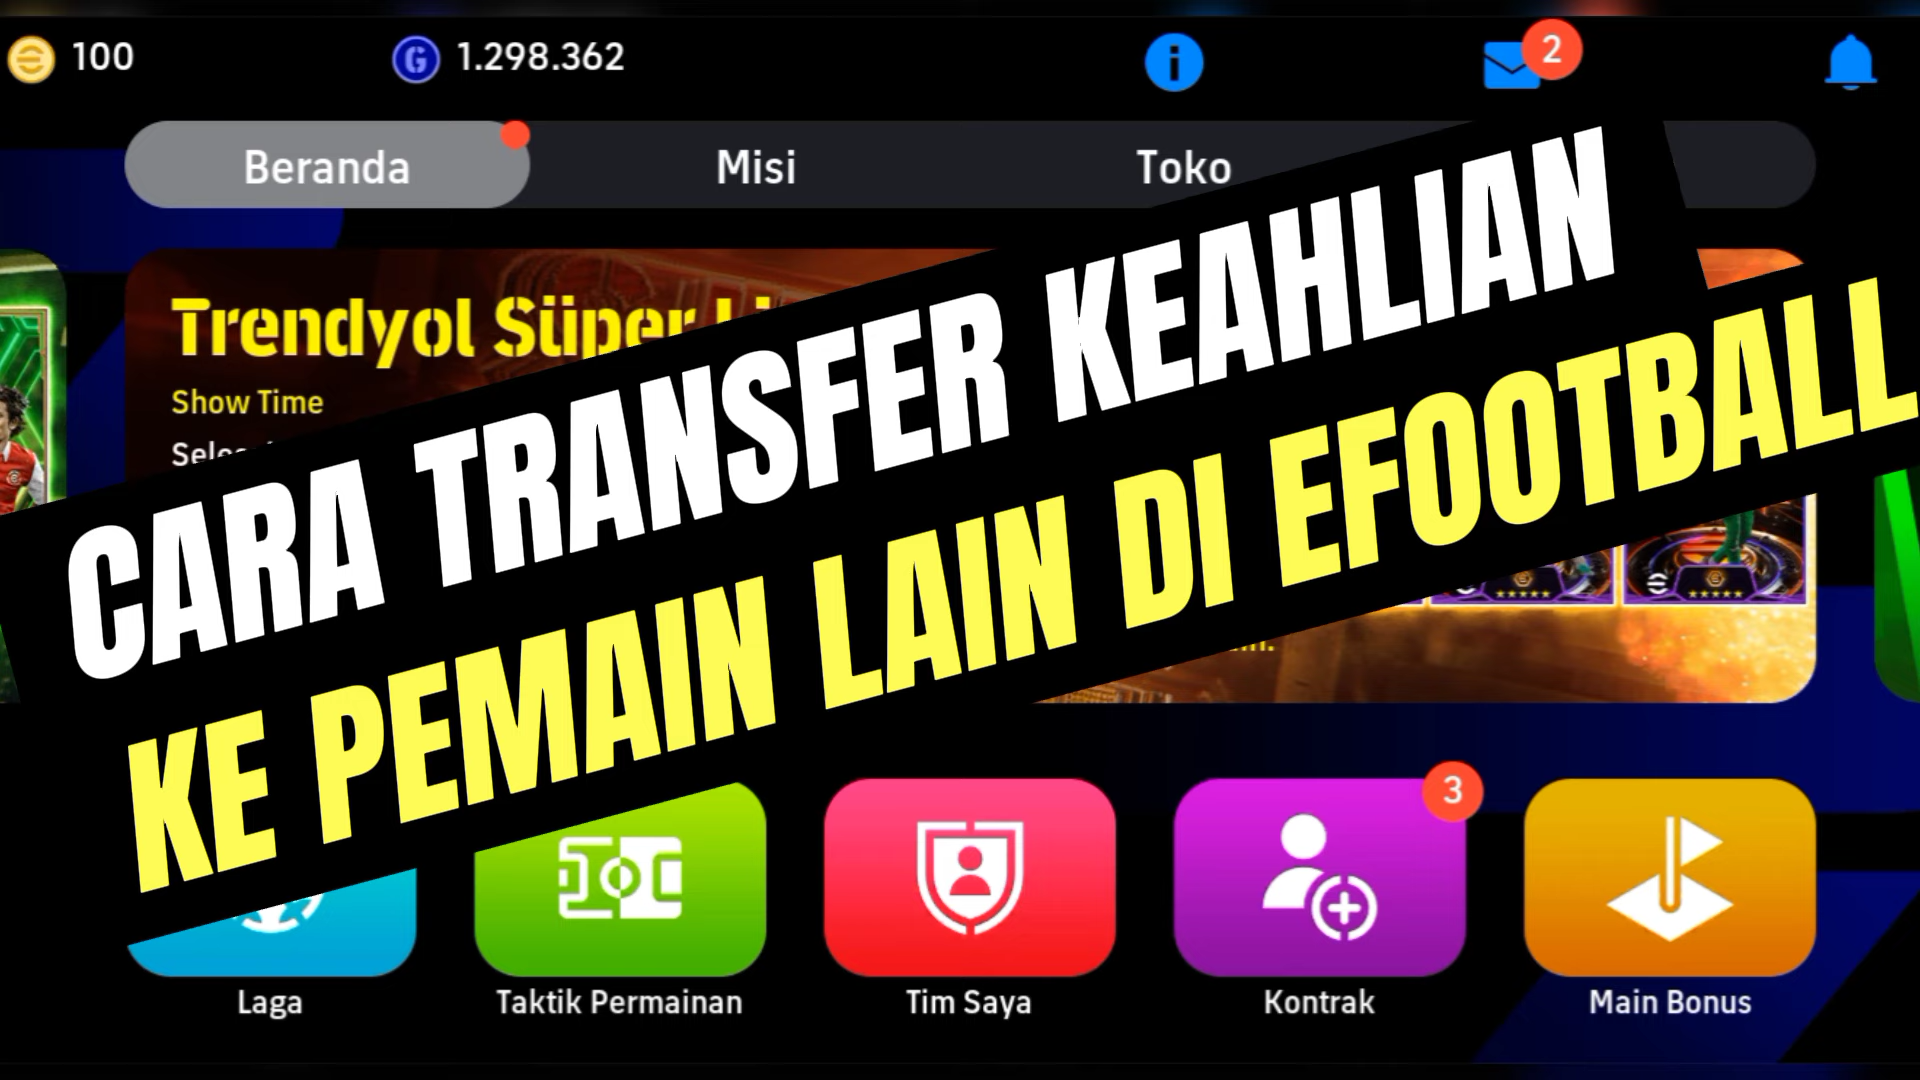 100
1.298.362
2
Beranda
Misi
Toko
Trendyol Süper
Show Time
CARA TRANSFER KEAHLIAN
KE PEMAIN LAIN DI EFOOTBALL
3
Laga
Taktik Permainan
Tim Saya
Kontrak
Main Bonus